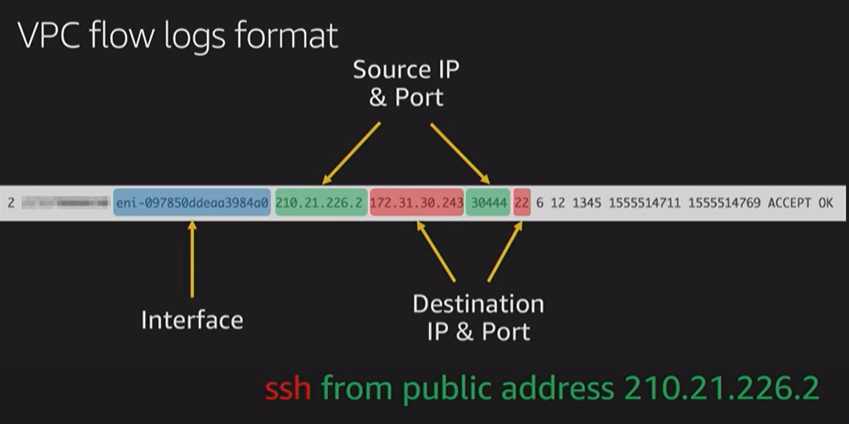 VPC flow logs format
Source IP
& Port
2 eni-097850ddeaa3984a0 210.21.226.2 172.31.30.243 30444 22 6 12 1345 1555514711 1555514769 ACCEPT OK
Interface
Destination
IP & Port
ssh from public address 210.21.226.2